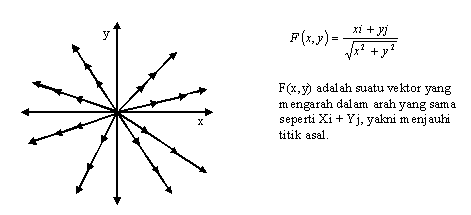 y
x
F(x,y) = xi + yj / √x² + y²
F(x,y) adalah suatu vektor yang
mengarah dalam arah yang sama
seperti Xi + Yj, yakni menjauhi
titik asal.